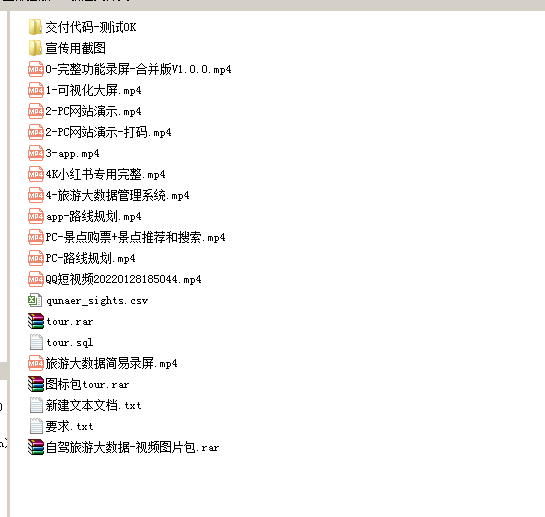 交付代码-测试OK
宣传用截图
0-完整功能录屏-合并版V1.0.0.mp4
1-可视化大屏.mp4
2-PC网站演示.mp4
2-PC网站演示-打码.mp4
3-app.mp4
4K小红书专用完整.mp4
4-旅游大数据管理系统.mp4
app-路线规划.mp4
PC-景点购票+景点推荐和搜索.mp4
PC-路线规划.mp4
QQ短视频20220128185044.mp4
qunaer_sights.csv
tour.rar
tour.sql
旅游大数据简易录屏.mp4
图标包tour.rar
新建文本文档.txt
要求.txt
自驾旅游大数据-视频图片包.rar